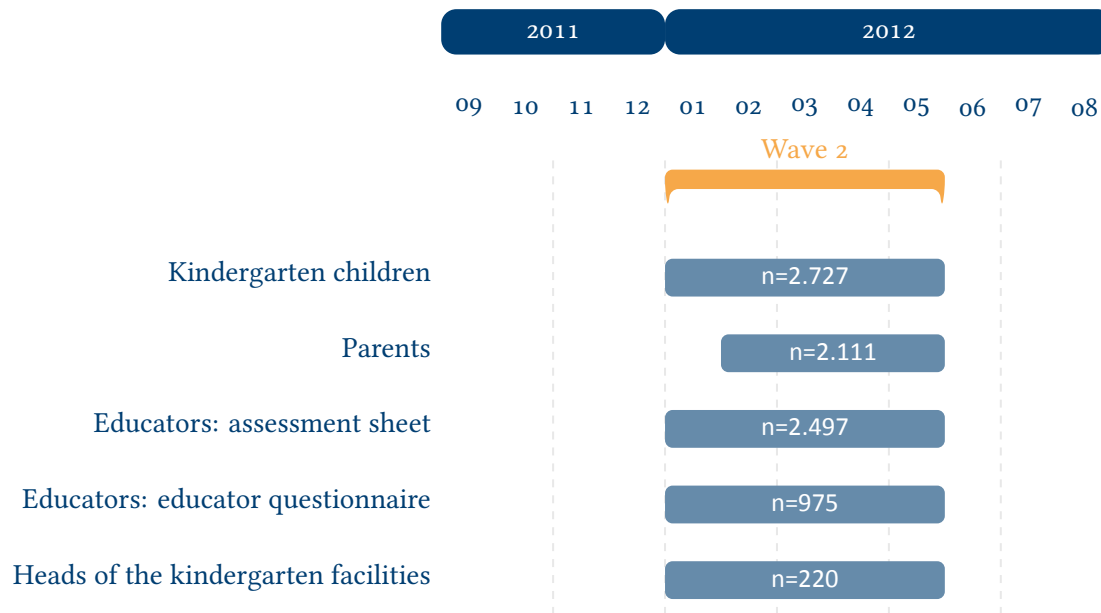 2011 2012
09 10 11 12 01 02 03 04 05 06 07 08
Wave 2
Kindergarten children n=2.727
Parents n=2.111
Educators: assessment sheet n=2.497
Educators: educator questionnaire n=975
Heads of the kindergarten facilities n=220